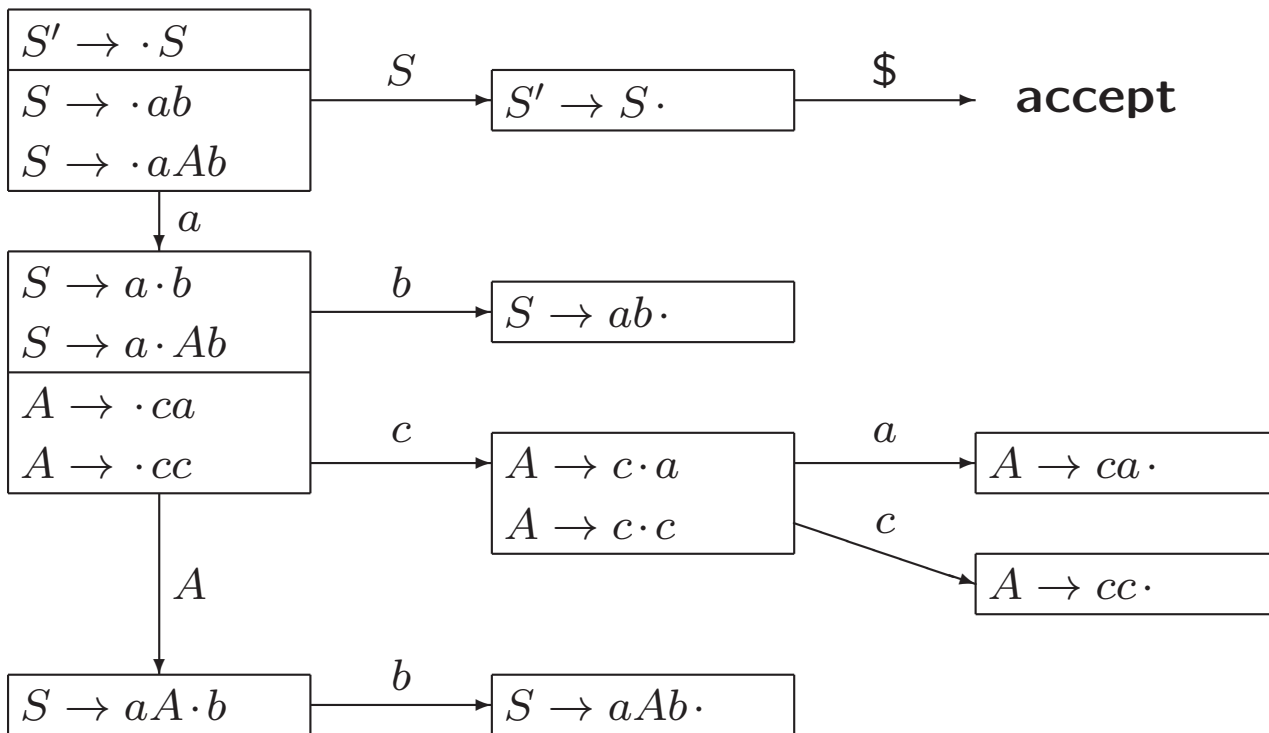 S′ → · S
S → · ab
S → · aAb
S
S′ → S ·
$
accept
a
S → a · b
S → a · Ab
A → · ca
A → · cc
b
S → ab ·
c
A → c · a
A → c · c
a
A → ca ·
c
A → cc ·
A
S → aA · b
b
S → aAb ·